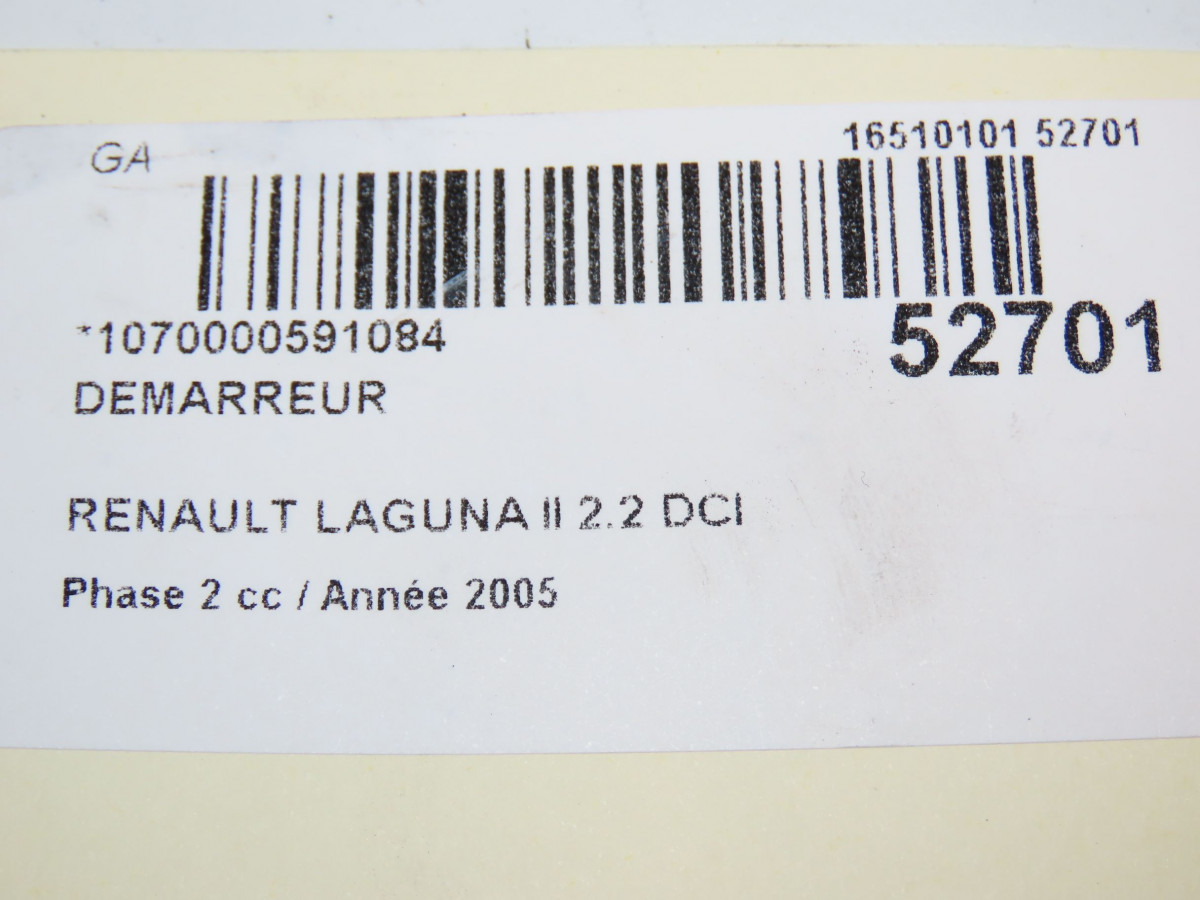 GA
16510101 52701
*1070000591084
52701
DEMARREUR
RENAULT LAGUNA II 2.2 DCI
Phase 2 cc / Année 2005